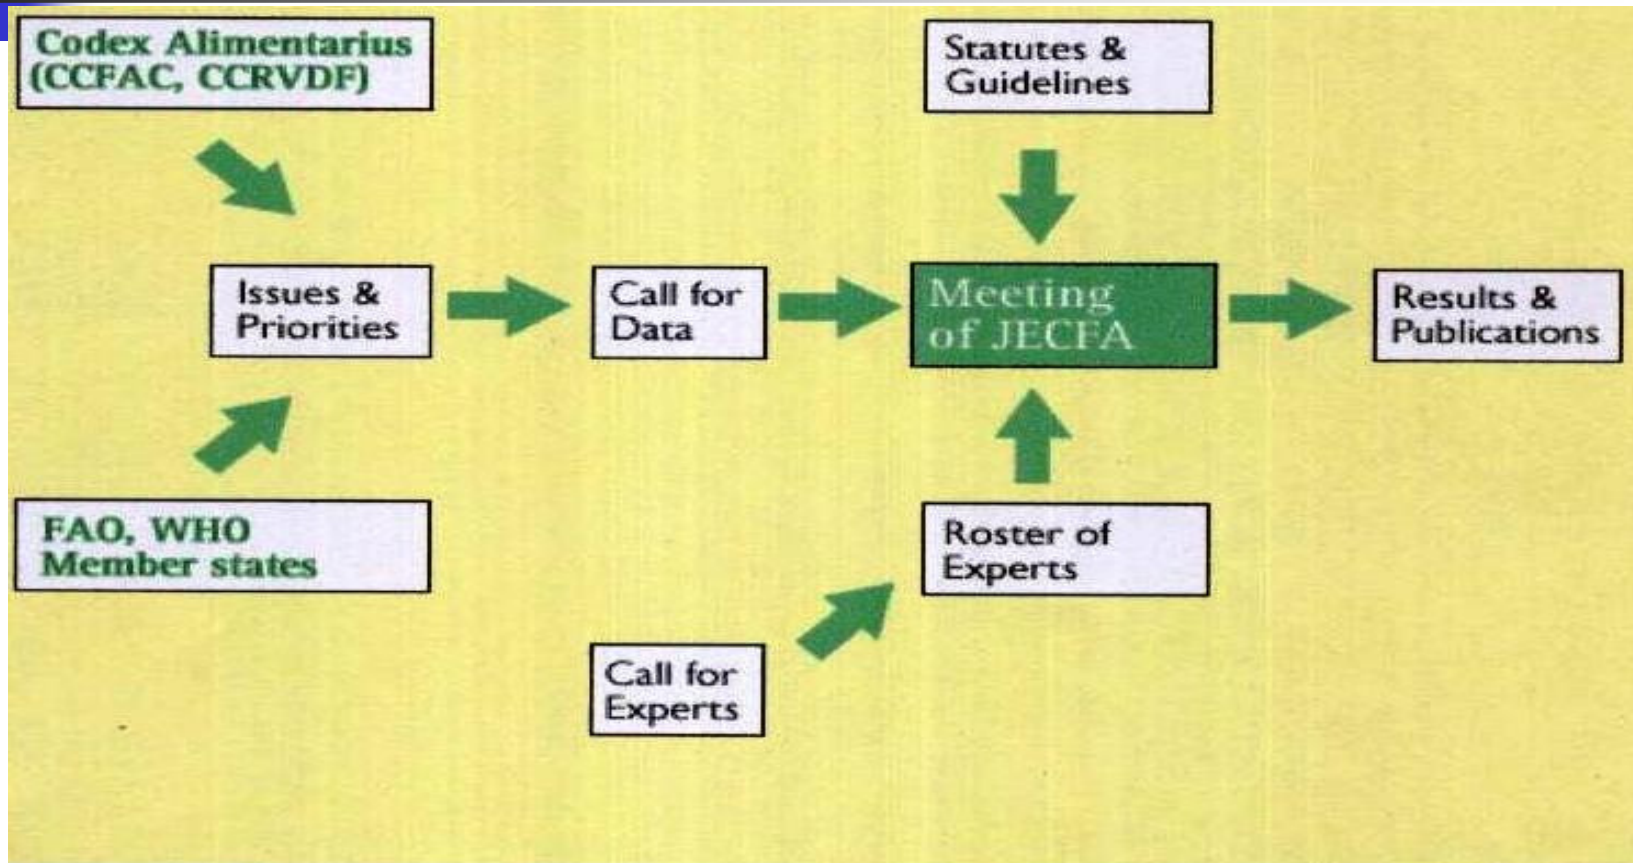 Codex Alimentarius
(CCFAC, CCRVDF)
Statutes &
Guidelines
Issues &
Priorities
Call for
Data
Meeting
of JECFA
Results &
Publications
FAO, WHO
Member states
Roster of
Experts
Call for
Experts